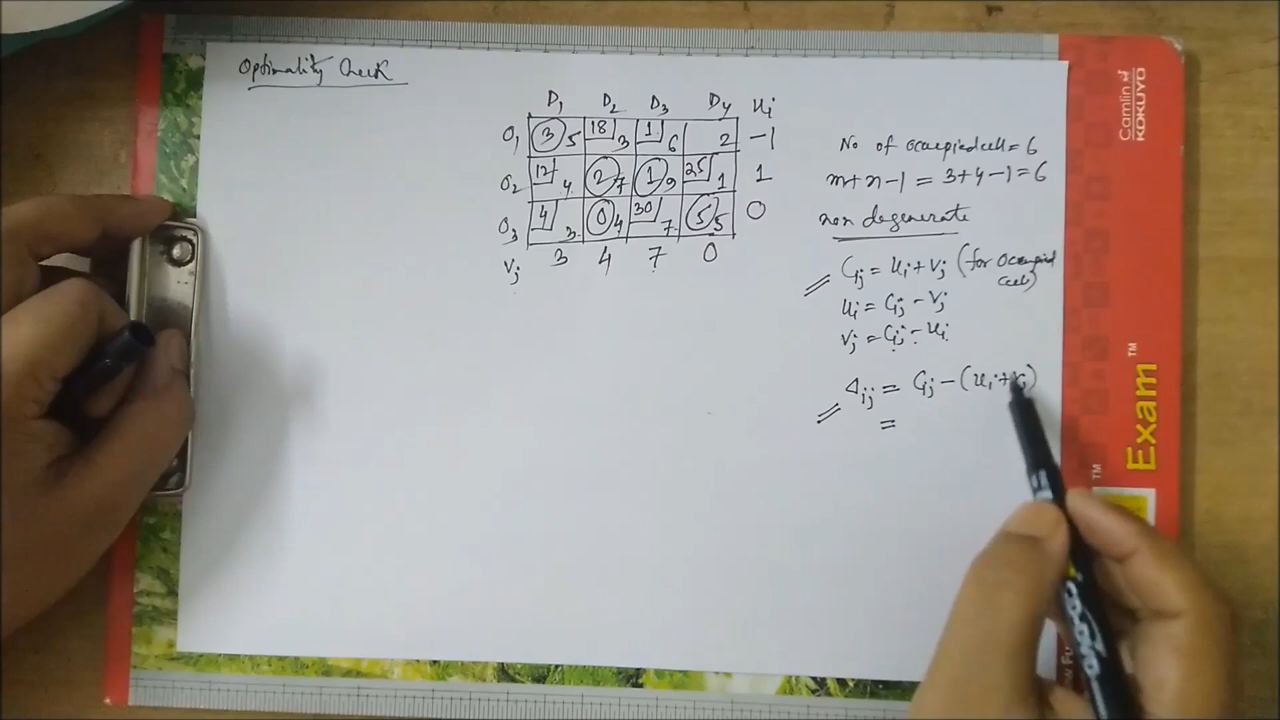 Optimality Check
D1 D2 D3 D4 ui
O1 3 5 18 3 1 6 2 -1
O2 12 4 2 7 1 9 25 1 1
O3 4 3 0 4 30 7 5 5 0
vj 3 4 7 0
No of occupied cell = 6
m+n-1 = 3+4-1=6
non degenerate
Cij = ui + vj (for occupied cell)
ui = Cij - vj
vj = Cij - ui
Δij = Cij - (ui+vj)
=
Camlin
KOKUYO
Exam™
TM